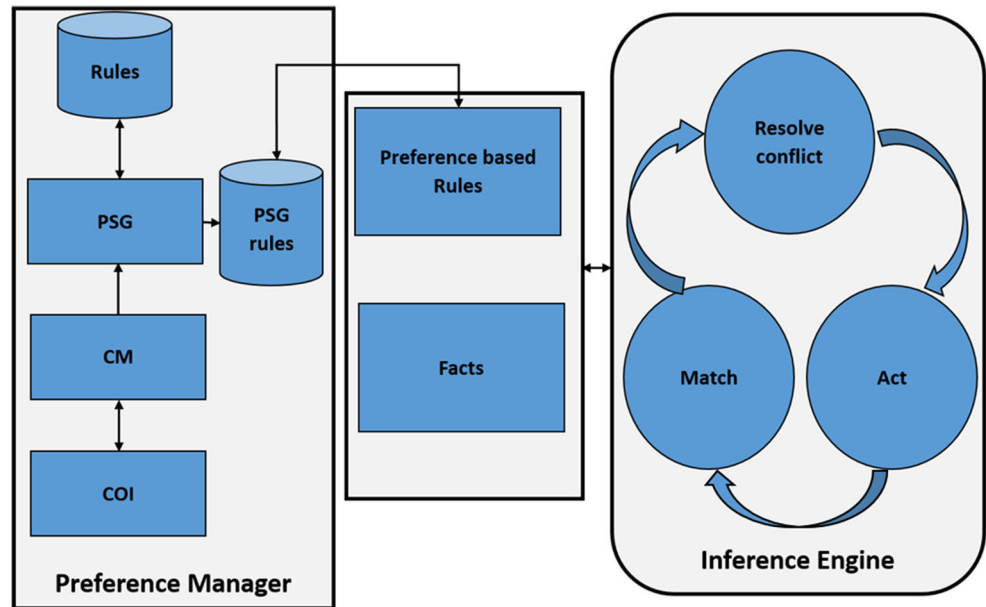 Rules
PSG
PSG
rules
CM
COI
Preference Manager
Preference based
Rules
Facts
Resolve
conflict
Match
Act
Inference Engine